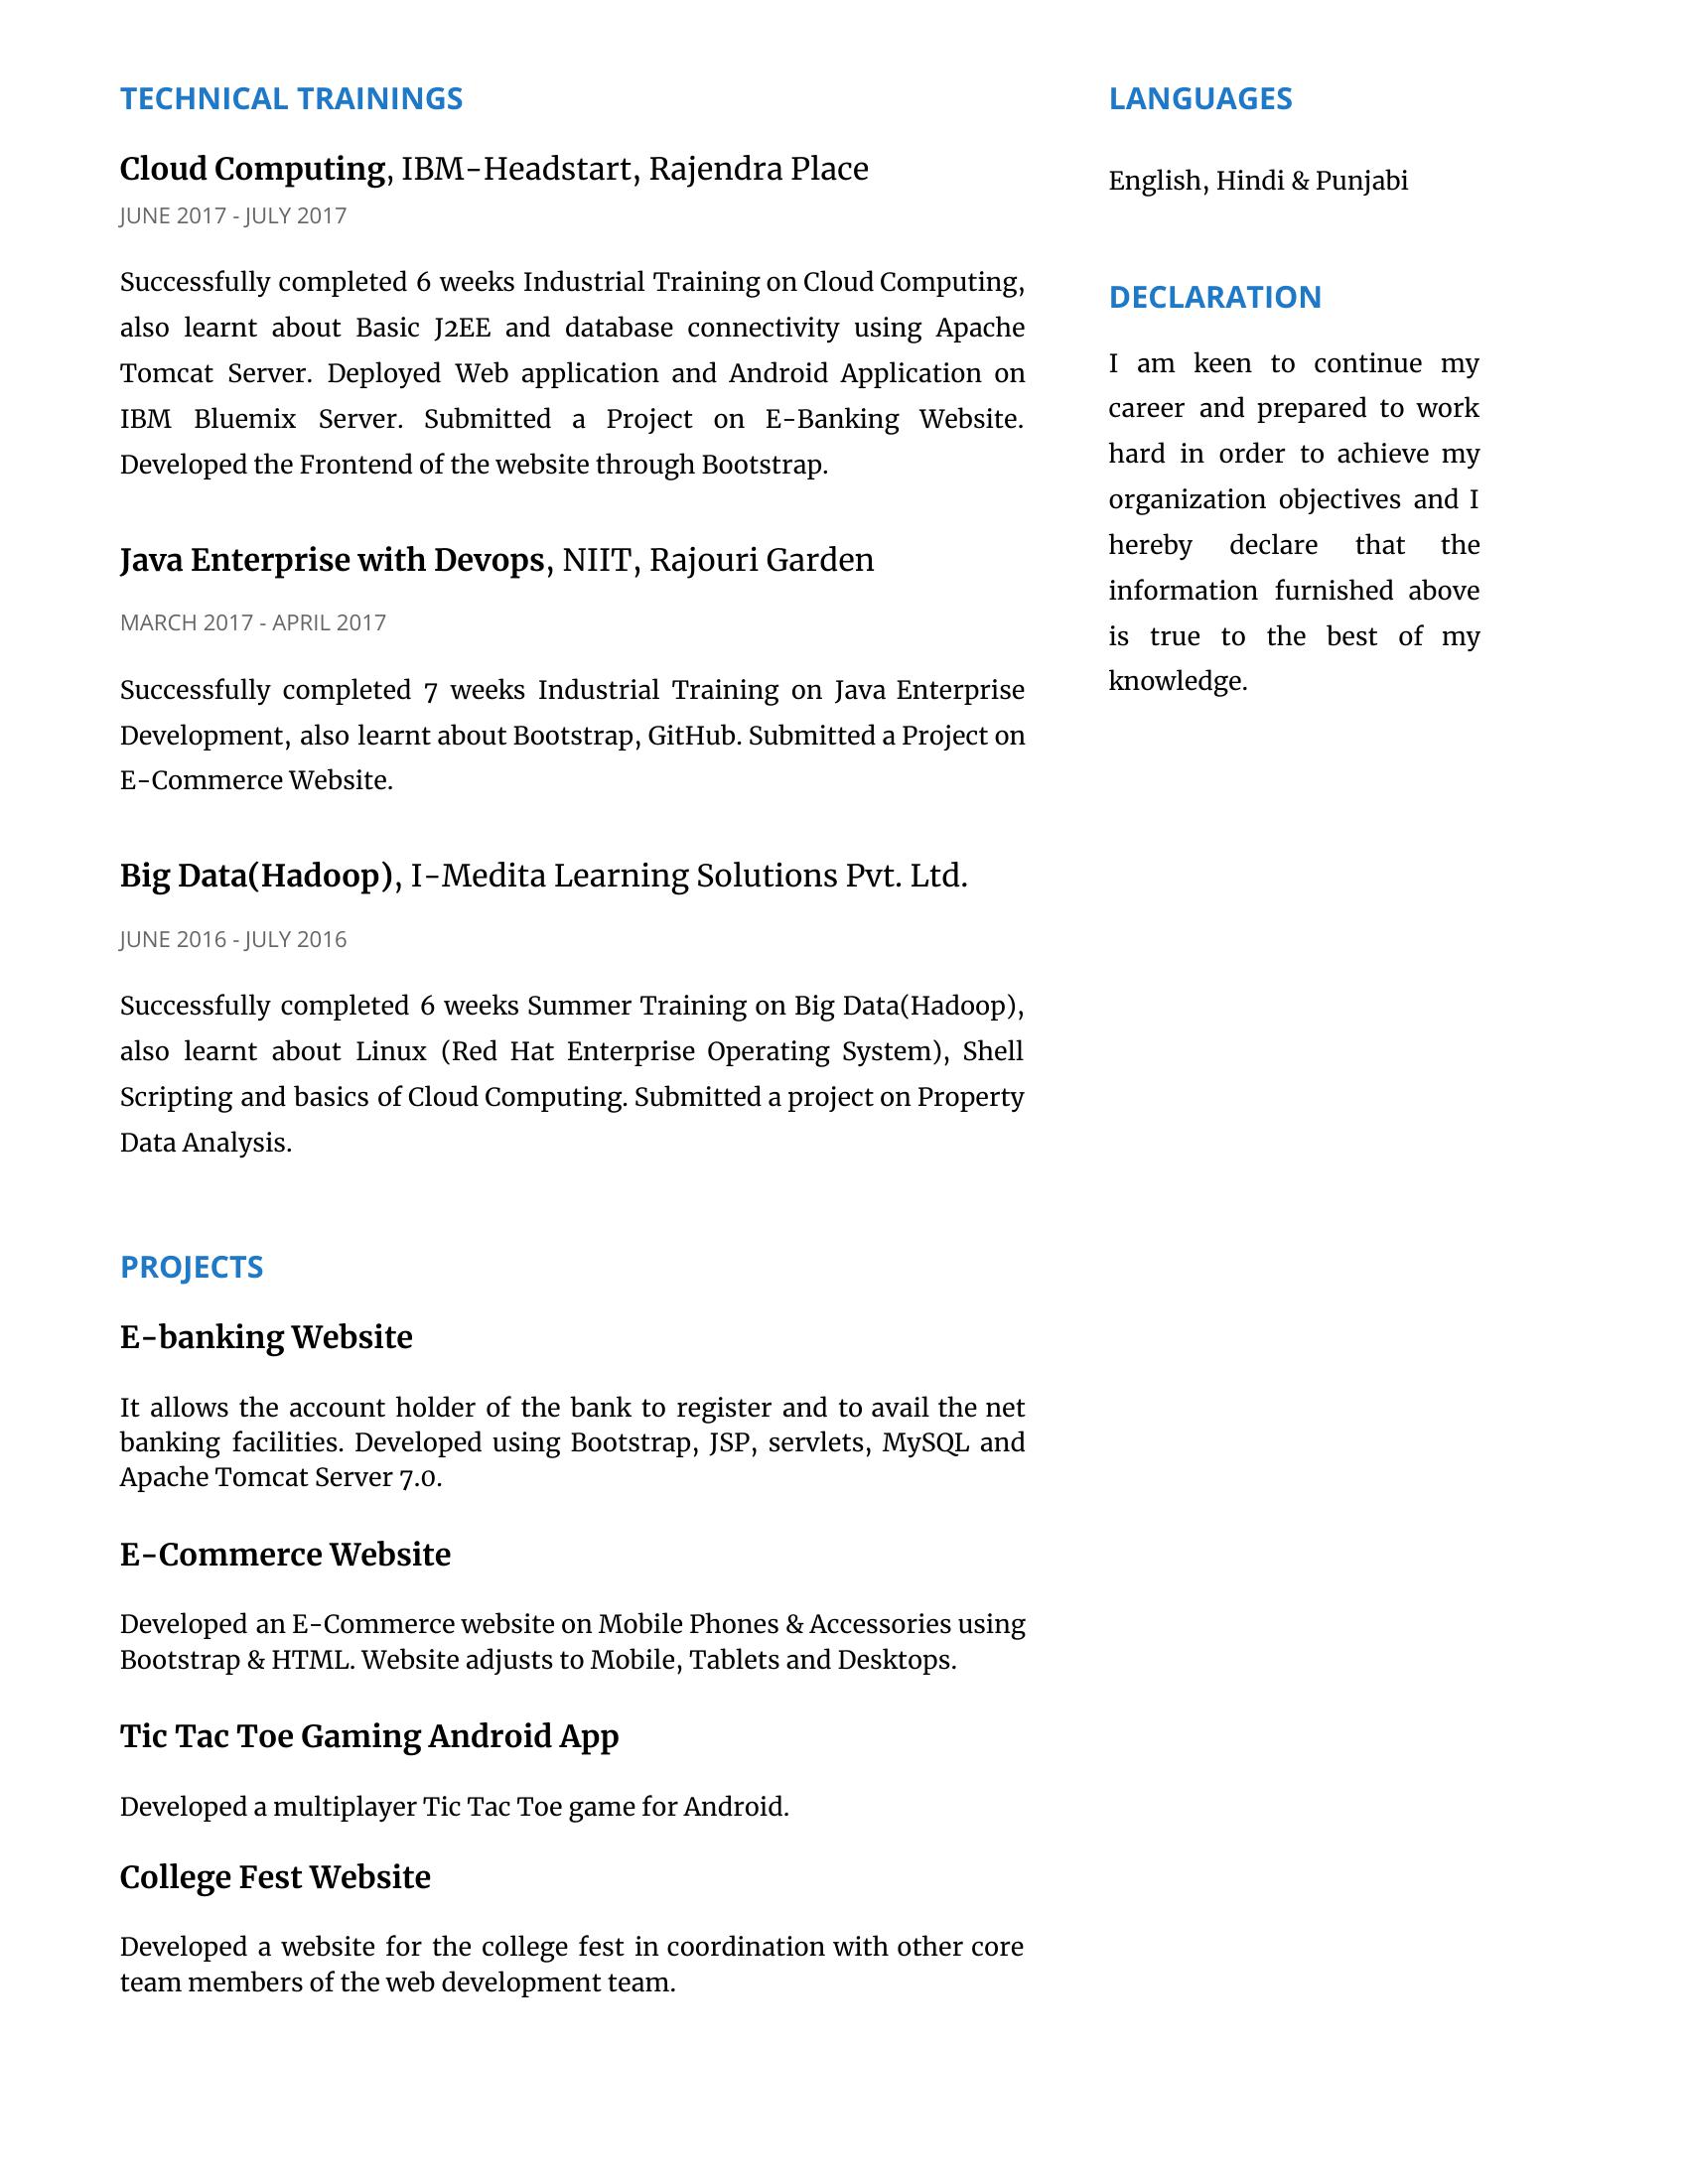 TECHNICAL TRAININGS
Cloud Computing, IBM-Headstart, Rajendra Place
JUNE 2017 - JULY 2017
Successfully completed 6 weeks Industrial Training on Cloud Computing,
also learnt about Basic J2EE and database connectivity using Apache
Tomcat Server. Deployed Web application and Android Application on
IBM Bluemix Server. Submitted a Project on E-Banking Website.
Developed the Frontend of the website through Bootstrap.
Java Enterprise with Devops, NIIT, Rajouri Garden
MARCH 2017 - APRIL 2017
Successfully completed 7 weeks Industrial Training on Java Enterprise
Development, also learnt about Bootstrap, GitHub. Submitted a Project on
E-Commerce Website.
Big Data(Hadoop), I-Medita Learning Solutions Pvt. Ltd.
JUNE 2016 - JULY 2016
Successfully completed 6 weeks Summer Training on Big Data(Hadoop),
also learnt about Linux (Red Hat Enterprise Operating System), Shell
Scripting and basics of Cloud Computing. Submitted a project on Property
Data Analysis.
PROJECTS
E-banking Website
It allows the account holder of the bank to register and to avail the net
banking facilities. Developed using Bootstrap, JSP, servlets, MySQL and
Apache Tomcat Server 7.0.
E-Commerce Website
Developed an E-Commerce website on Mobile Phones & Accessories using
Bootstrap & HTML. Website adjusts to Mobile, Tablets and Desktops.
Tic Tac Toe Gaming Android App
Developed a multiplayer Tic Tac Toe game for Android.
College Fest Website
Developed a website for the college fest in coordination with other core
team members of the web development team.
LANGUAGES
English, Hindi & Punjabi
DECLARATION
I am keen to continue my
career and prepared to work
hard in order to achieve my
organization objectives and I
hereby declare that the
information furnished above
is true to the best of my
knowledge.